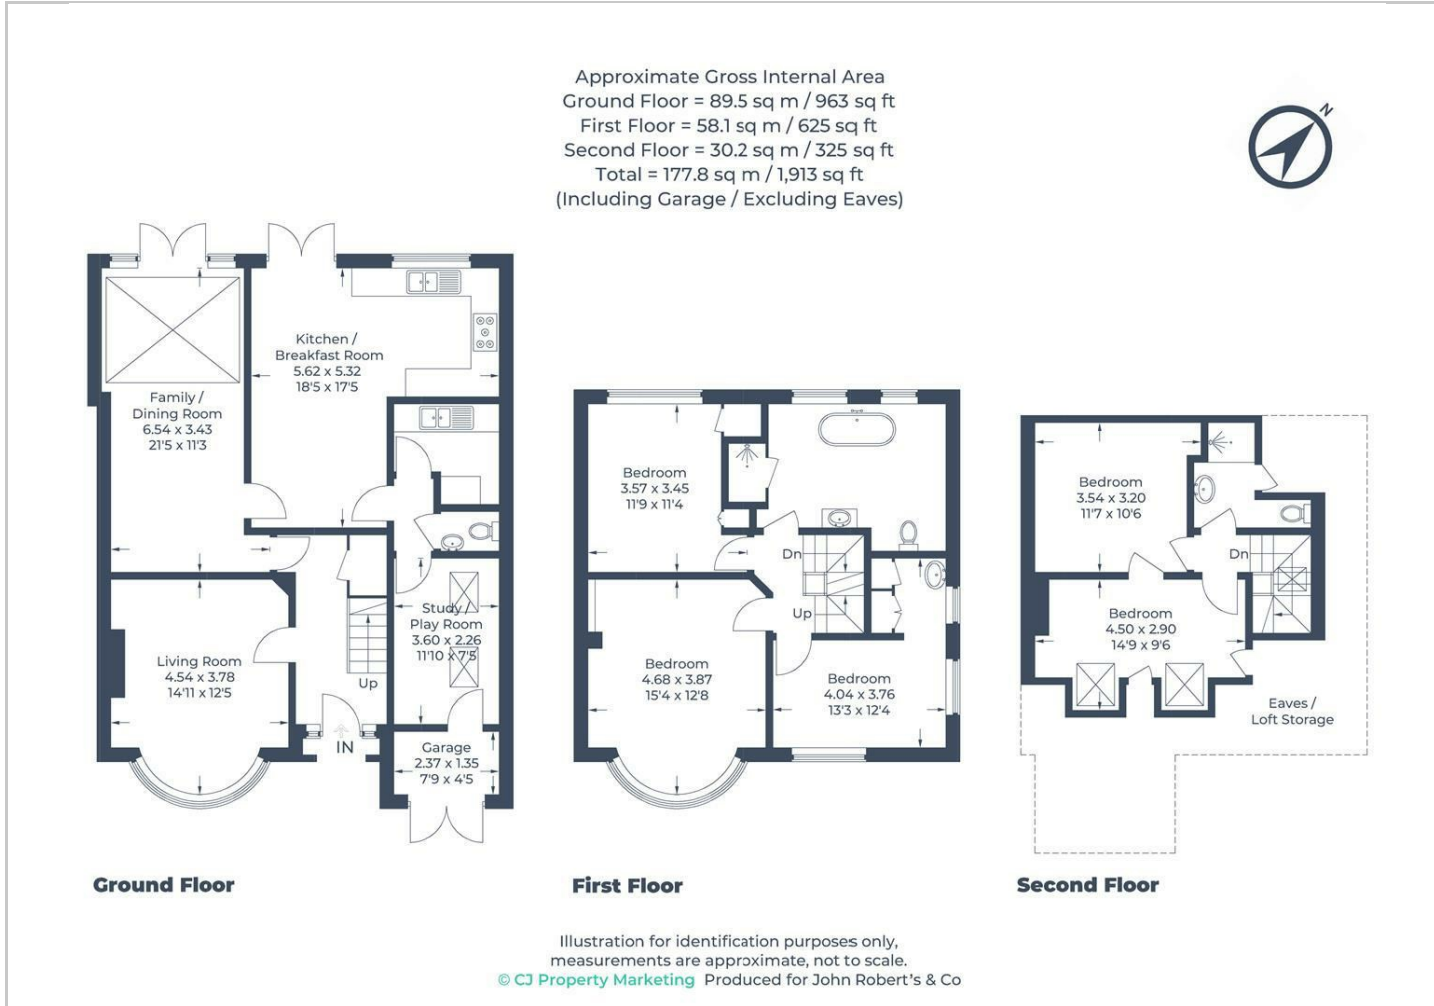 Approximate Gross Internal Area
Ground Floor = 89.5 sq m / 963 sq ft
First Floor = 58.1 sq m / 625 sq ft
Second Floor = 30.2 sq m / 325 sq ft
Total = 177.8 sq m / 1,913 sq ft
(Including Garage / Excluding Eaves)
N
Kitchen /
Breakfast Room
5.62 x 5.32
18'5 x 17'5
Family /
Dining Room
6.54 x 3.43
21'5 x 11'3
Study /
Play Room
3.60 x 2.26
11'10 x 7'5
Living Room
4.54 x 3.78
14'11 x 12'5
Up
IN
Garage
2.37 x 1.35
7'9 x 4'5
Ground Floor
Bedroom
3.57 x 3.45
11'9 x 11'4
Dn
Up
Bedroom
4.68 x 3.87
15'4 x 12'8
Bedroom
4.04 x 3.76
13'3 x 12'4
First Floor
Bedroom
3.54 x 3.20
11'7 x 10'6
Dn
Bedroom
4.50 x 2.90
14'9 x 9'6
Eaves /
Loft Storage
Second Floor
Illustration for identification purposes only,
measurements are approximate, not to scale.
© CJ Property Marketing Produced for John Robert's & Co